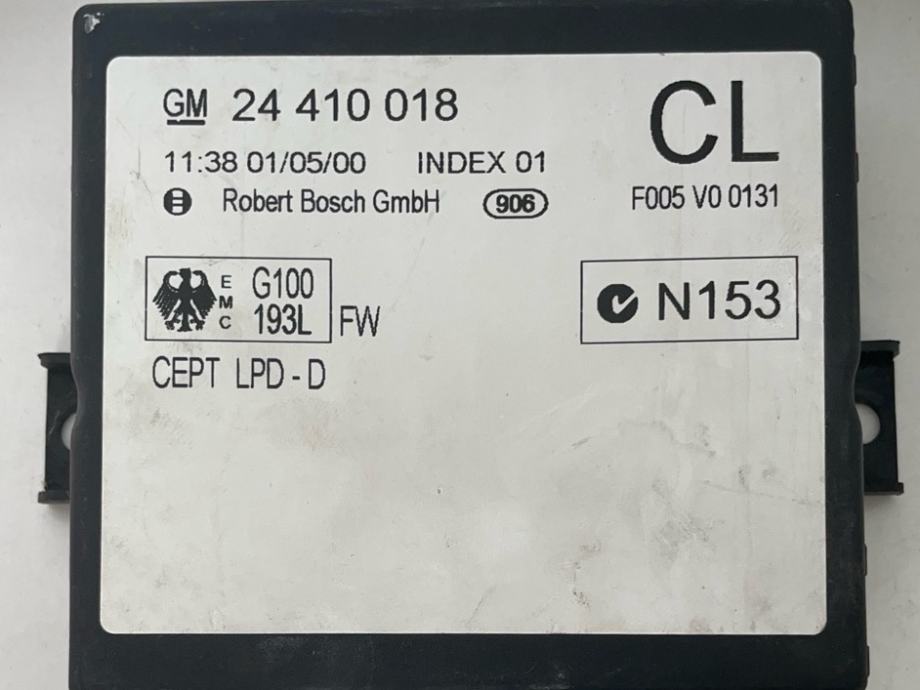 GM 24 410 018
CL
11:38 01/05/00 INDEX 01
Robert Bosch GmbH 906
F005 V0 0131
EMC G100
193L FW
N153
CEPT LPD - D